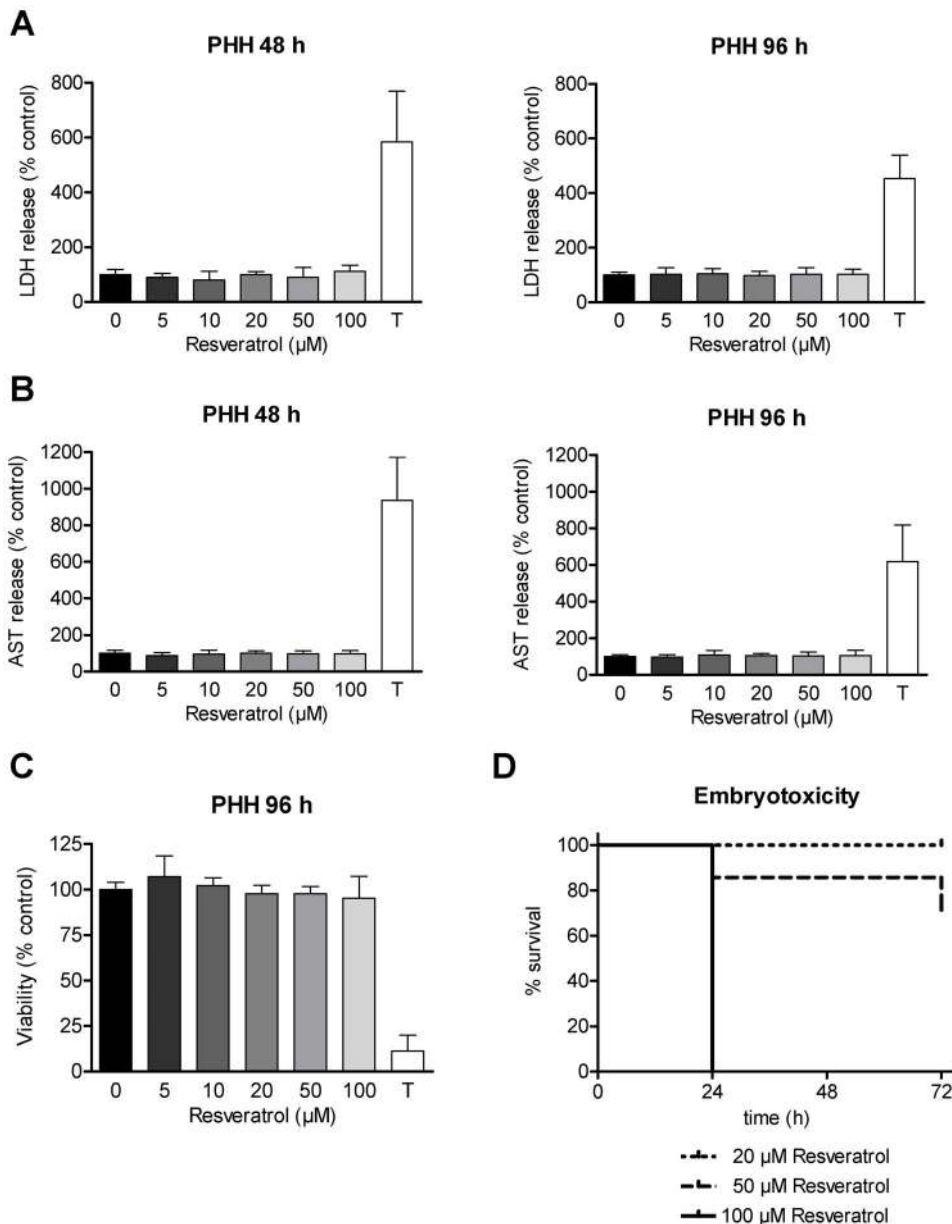 A
PHH 48 h
LDH release (% control)
800
600
400
200
0
0 5 10 20 50 100 T
Resveratrol (µM)
PHH 96 h
LDH release (% control)
800
600
400
200
0
0 5 10 20 50 100 T
Resveratrol (µM)
B
PHH 48 h
AST release (% control)
1200
1000
800
600
400
200
0
0 5 10 20 50 100 T
Resveratrol (µM)
PHH 96 h
AST release (% control)
1200
1000
800
600
400
200
0
0 5 10 20 50 100 T
Resveratrol (µM)
C
PHH 96 h
Viability (% control)
125
100
75
50
25
0
0 5 10 20 50 100 T
Resveratrol (µM)
D
Embryotoxicity
% survival
100
80
60
40
20
0
0 24 48 72
time (h)
20 µM Resveratrol
50 µM Resveratrol
100 µM Resveratrol